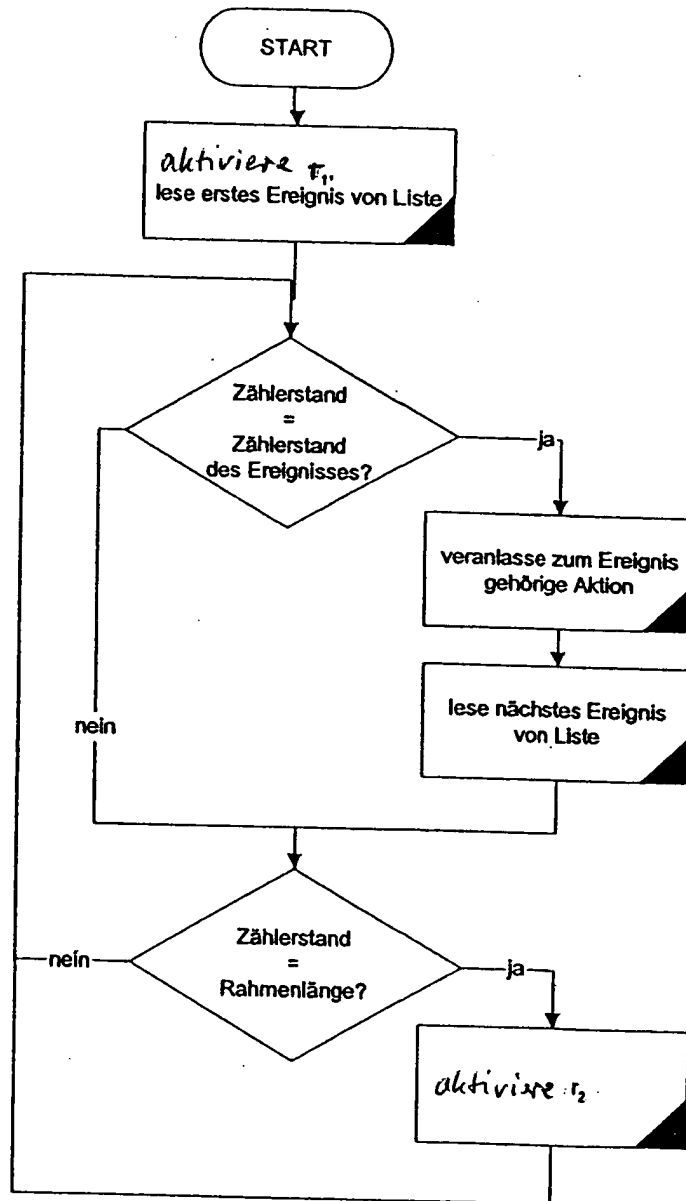 START
aktiviere r₁,
lese erstes Ereignis von Liste
Zählerstand
=
Zählerstand
des Ereignisses?
ja
veranlasse zum Ereignis
gehörige Aktion
lese nächstes Ereignis
von Liste
nein
Zählerstand
=
Rahmenlänge?
nein
ja
aktiviere r₂